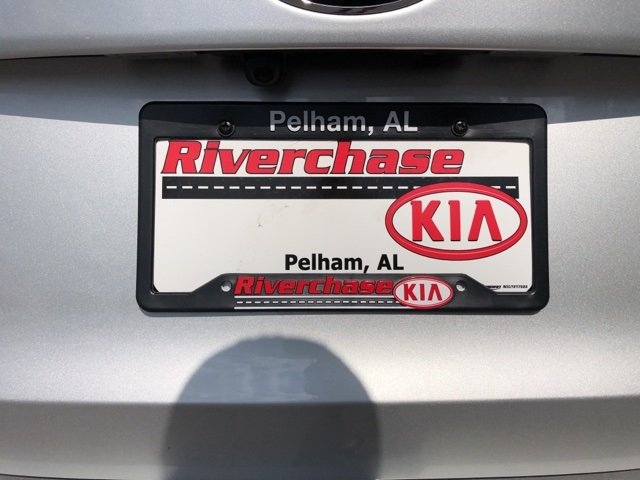 Pelham, AL
Riverchase
KIA
Pelham, AL
Riverchase KIA